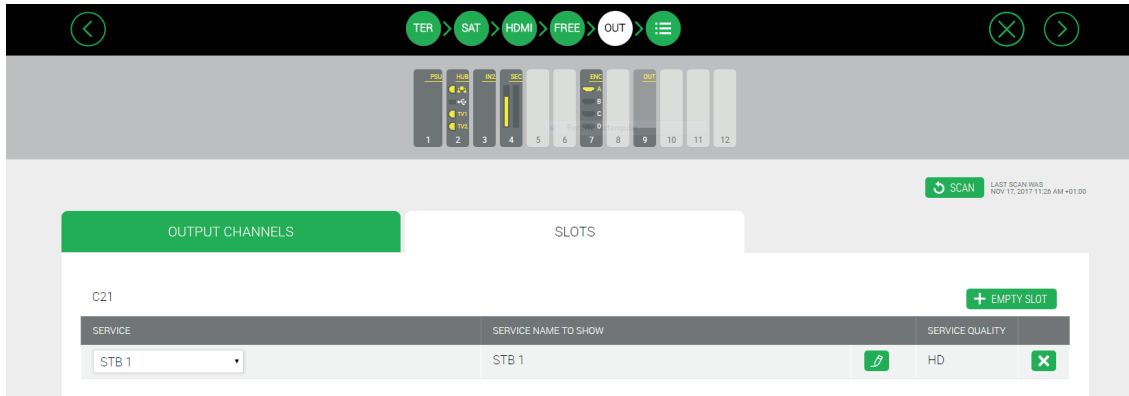 TER SAT HDMI FREE OUT
PSU HUB IN2 SEC ENC OUT
A
B
TV1 C
TV2 D
1 2 3 4 5 6 7 8 9 10 11 12
SCAN
LAST SCAN WAS
NOV 17, 2017 11:26 AM +01:00
OUTPUT CHANNELS SLOTS
C21
EMPTY SLOT
SERVICE SERVICE NAME TO SHOW SERVICE QUALITY
STB 1 STB 1 HD